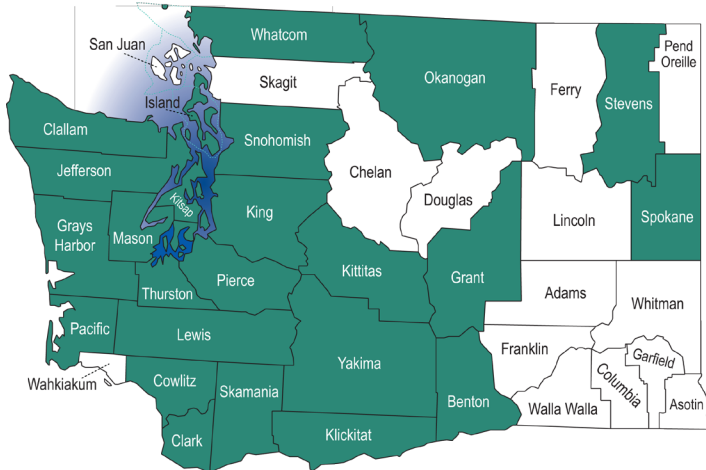 Whatcom
San Juan
Pend
Oreille
Skagit
Okanogan
Ferry
Stevens
Island
Clallam
Snohomish
Jefferson
Chelan
Douglas
Kitsap
King
Lincoln
Spokane
Grays
Harbor
Mason
Kittitas
Grant
Pierce
Thurston
Adams
Whitman
Pacific
Lewis
Franklin
Garfield
Yakima
Wahkiakum
Cowlitz
Skamania
Columbia
Benton
Walla Walla
Asotin
Clark
Klickitat